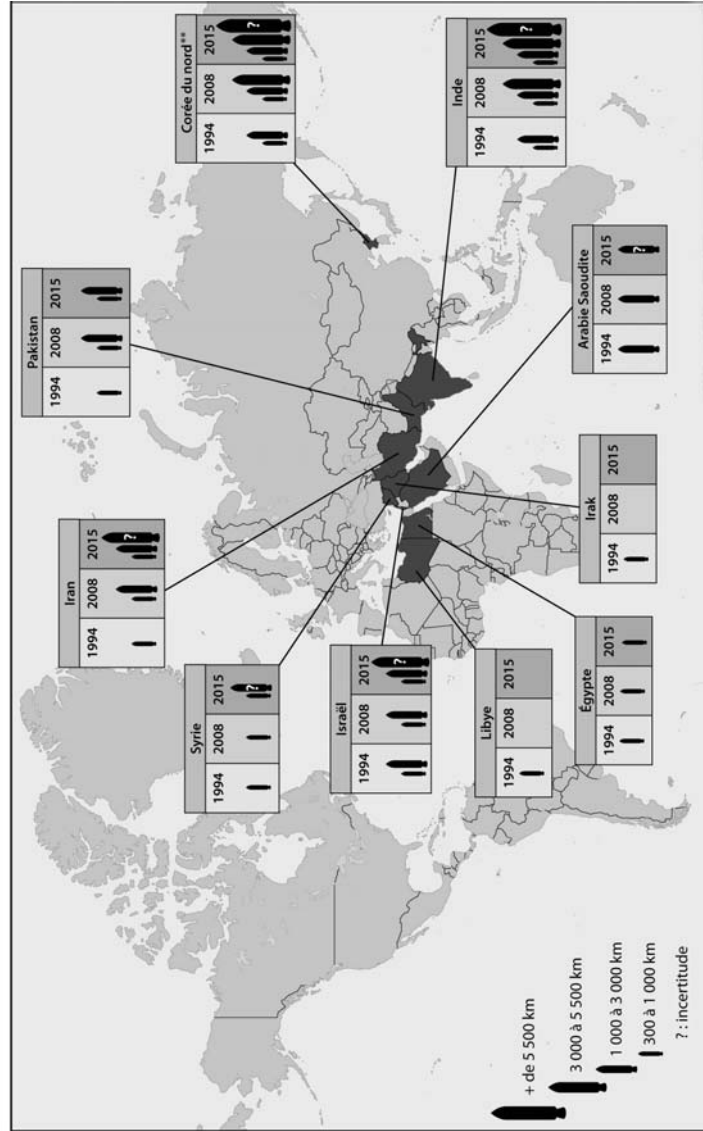 Corée du nord**
1994 2008 2015
?
Pakistan
1994 2008 2015
Iran
1994 2008 2015
?
Inde
1994 2008 2015
?
Syrie
1994 2008 2015
?
Israël
1994 2008 2015
?
Arabie Saoudite
1994 2008 2015
?
Libye
1994 2008 2015
Égypte
1994 2008 2015
Irak
1994 2008 2015
+ de 5 500 km
3 000 à 5 500 km
1 000 à 3 000 km
300 à 1 000 km
? : incertitude